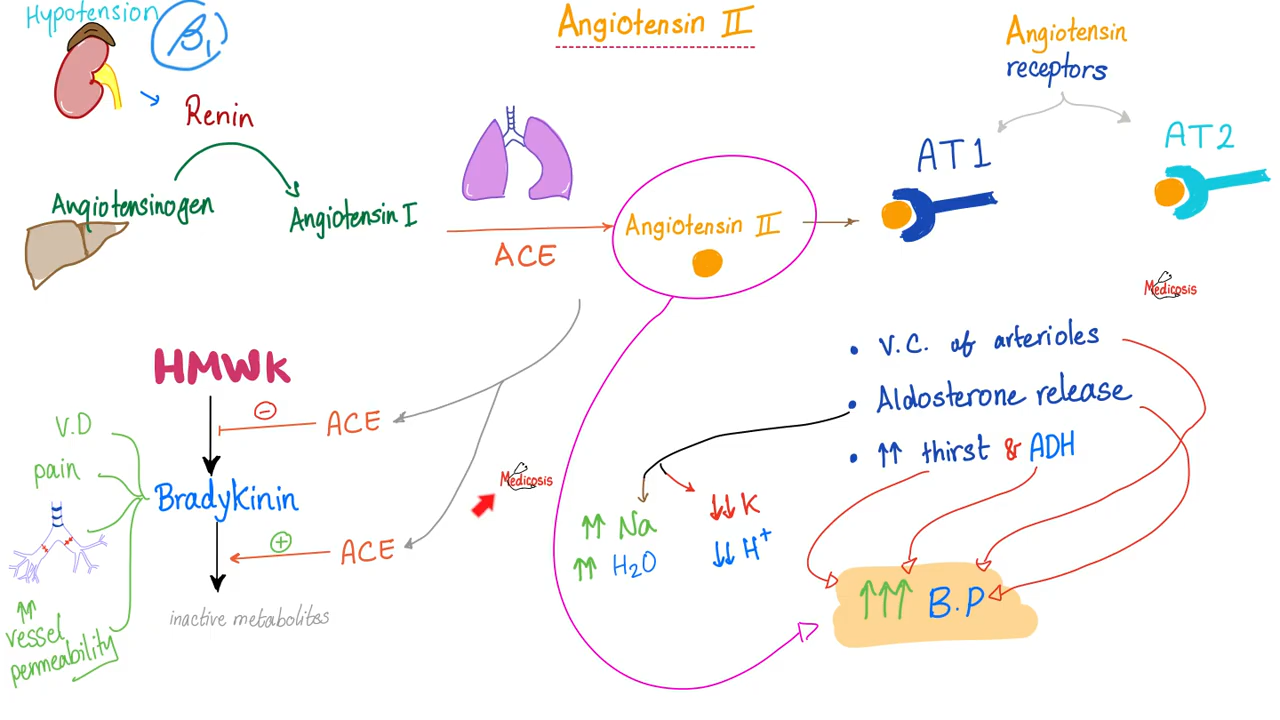 Hypotension
β1
Angiotensin II
Angiotensin
receptors
Renin
AT1
AT2
Angiotensinogen
Angiotensin I
ACE
Angiotensin II
Medicosis
HMWK
• V.C. of arterioles
• Aldosterone release
• ↑↑ thirst & ADH
⊖
ACE
V.D
pain
Bradykinin
Medicosis
↑↑ Na
↑↑ H₂O
↓↓ K
↓↓ H⁺
⊕
ACE
↑↑↑ B.P
inactive metabolites
↑↑
vessel
permeability